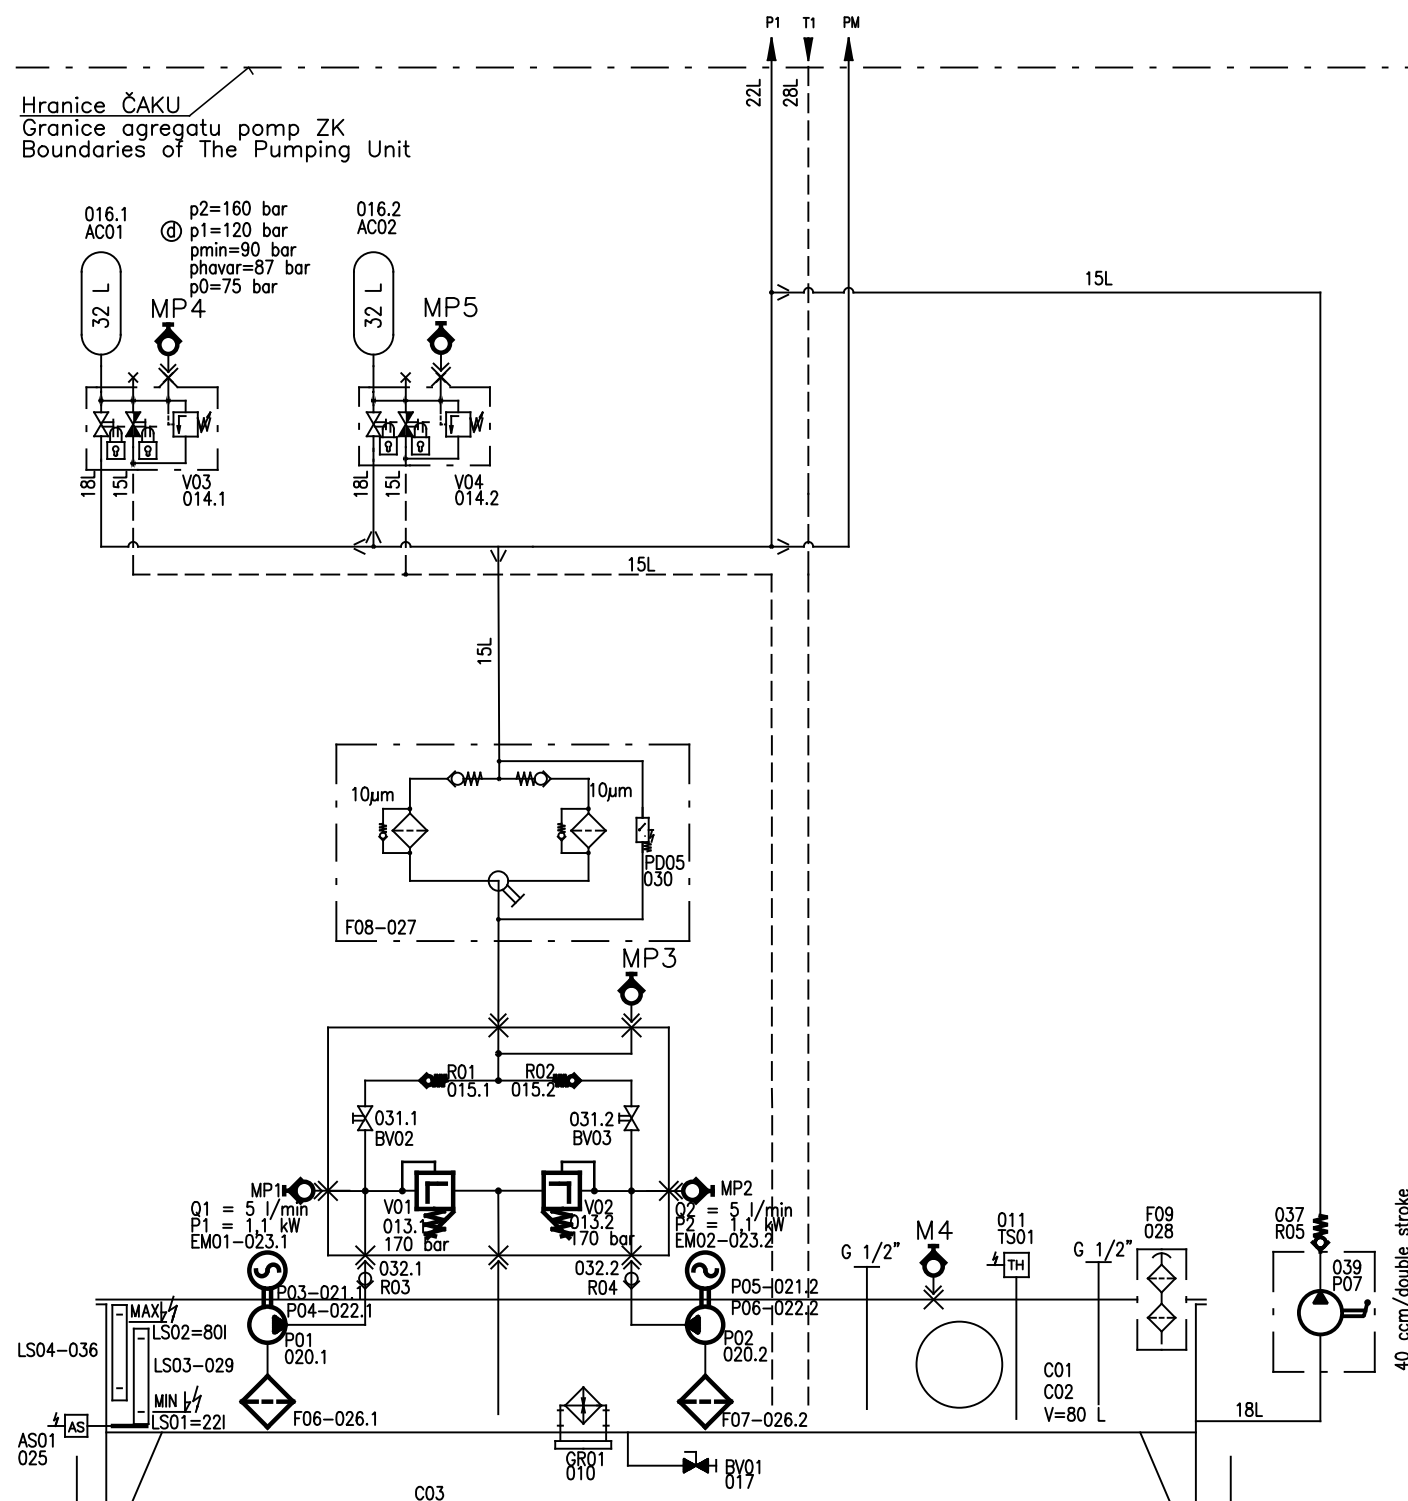 P1
T1
PM
22L
28L
Hranice ČAKU
Granice agregatu pomp ZK
Boundaries of The Pumping Unit
016.1
AC01
d
p2=160 bar
p1=120 bar
pmin=90 bar
phavar=87 bar
p0=75 bar
016.2
AC02
32 L
MP4
32 L
MP5
15L
18L
15L
V03
014.1
18L
15L
V04
014.2
15L
15L
10µm
10µm
PD05
030
F08-027
MP3
R01
015.1
R02
015.2
031.1
BV02
031.2
BV03
MP1
Q1 = 5 l/min
P1 = 1,1 kW
EM01-023.1
V01
013.1
170 bar
V02
013.2
170 bar
MP2
Q2 = 5 l/min
P2 = 1,1 kW
EM02-023.2
032.1
R03
032.2
R04
P03-021.1
P04-022.1
P05-021.2
P06-022.2
P01
020.1
P02
020.2
G 1/2"
M4
011
TS01
TH
G 1/2"
F09
028
037
R05
039
P07
40 ccm/double stroke
MAX
LS02=80l
LS04-036
LS03-029
MIN
LS01=22l
AS
AS01
025
F06-026.1
F07-026.2
GR01
010
BV01
017
C01
C02
V=80 L
18L
C03